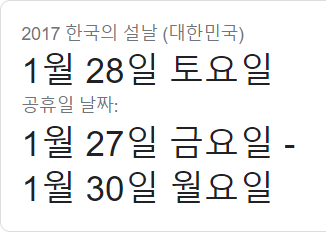 2017 한국의 설날 (대한민국)
1월 28일 토요일
공휴일 날짜:
1월 27일 금요일 -
1월 30일 월요일